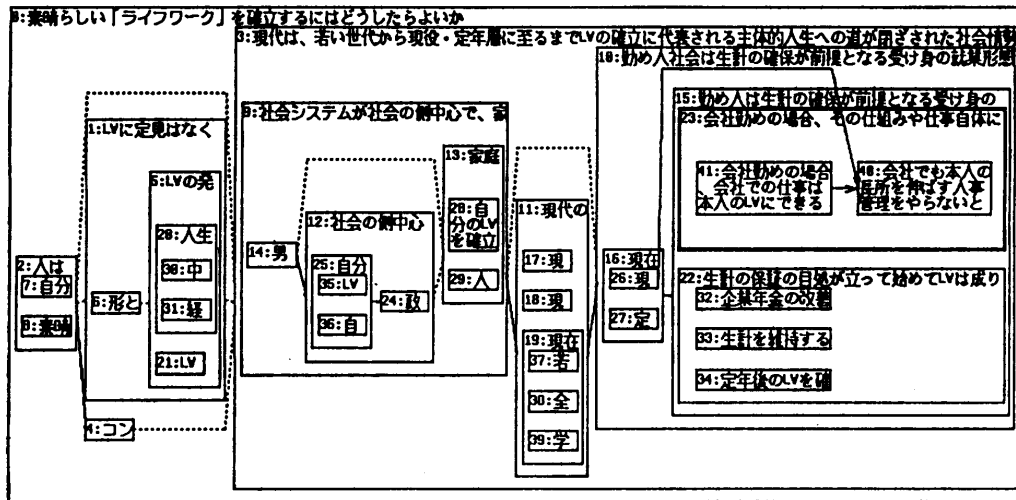 0:素晴らしい「ライフワーク」を確立するにはどうしたらよいか
3:現代は、若い世代から現役・定年層に至るまでLWの確立に代表される主体的人生への道が閉ざされた社会情勢
10:勤め人社会は生計の確保が前提となる受け身の就業形態
15:勤め人は生計の確保が前提となる受け身の
23:会社勤めの場合、その仕組みや仕事自体に
41:会社勤めの場合
、会社での仕事は
本人のLWにできる
40:会社でも本人の
長所を伸ばす人事
管理をやらないと
22:生計の保証の目処が立って始めてLWは成り
32:企業年金の改善
33:生計を維持する
34:定年後のLWを確
16:現在
26:現
27:定
11:現代の
17:現
18:現
19:現在
37:若
38:全
39:学
9:社会システムが社会の側中心で、家
13:家庭
28:自
分のLW
を確立
29:人
12:社会の側中心
14:男
25:自分
35:LW
36:自
24:政
1:LWに定見はなく
5:LWの発
20:人生
30:中
31:経
21:LW
6:形と
4:コン
2:人は
7:自分
8:素晴